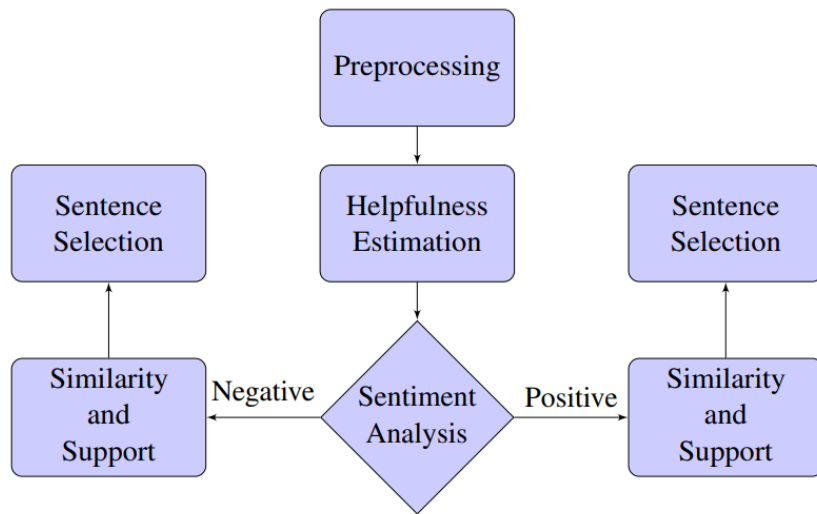 Preprocessing
Sentence
Selection
Helpfulness
Estimation
Sentence
Selection
Similarity
and
Support
Negative
Sentiment
Analysis
Positive
Similarity
and
Support